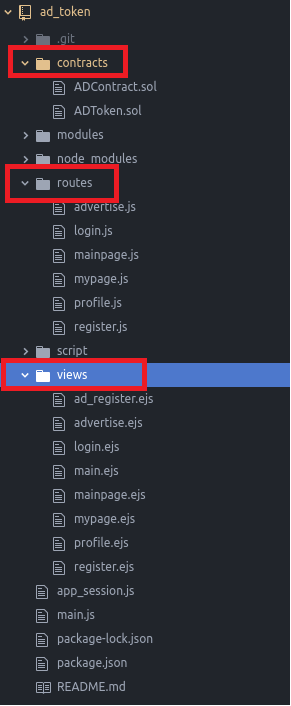 ad_token
.git
contracts
ADContract.sol
ADToken.sol
modules
node_modules
routes
advertise.js
login.js
mainpage.js
mypage.js
profile.js
register.js
script
views
ad_register.ejs
advertise.ejs
login.ejs
main.ejs
mainpage.ejs
mypage.ejs
profile.ejs
register.ejs
app_session.js
main.js
package-lock.json
package.json
README.md